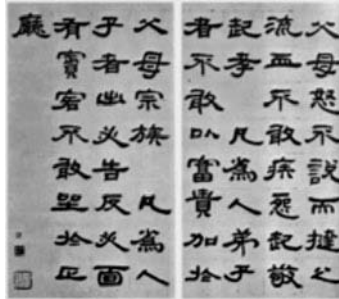 父母怒不說而撻之
流血不敢疾怨起敬
起孝 凡為人弟子
者不敢以富貴加於
父母宗族 凡為人
子者出必告反必面
有賓客不敢坐於正
廳